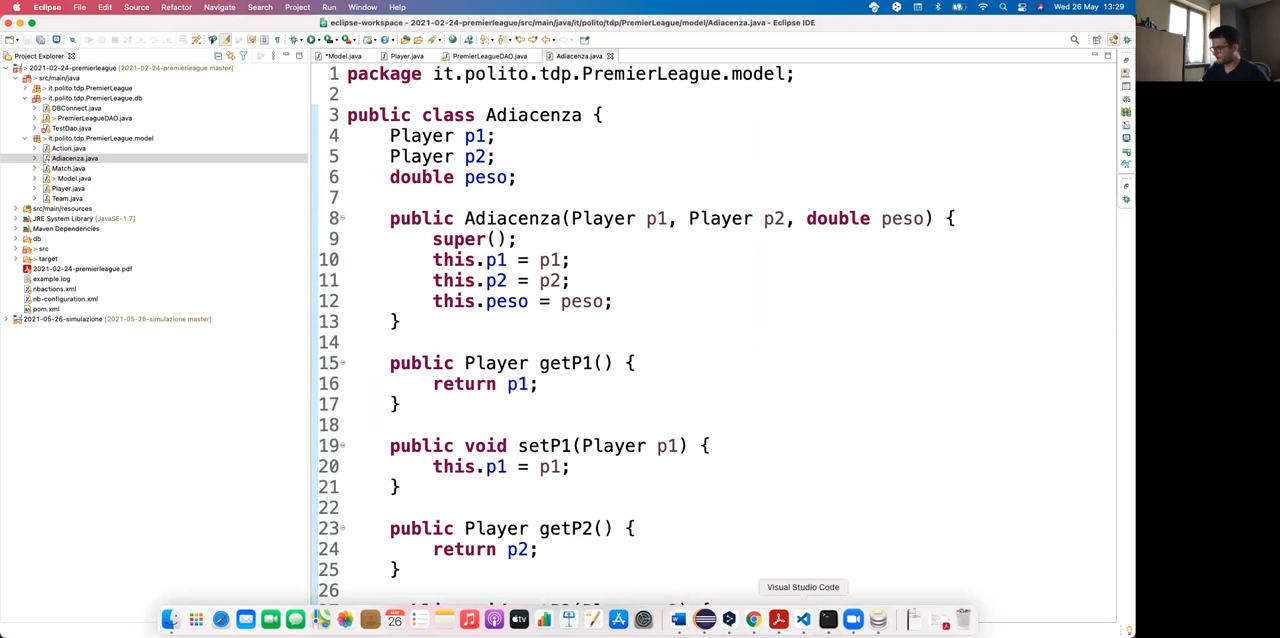 Eclipse File Edit Source Refactor Navigate Search Project Run Window Help Wed 26 May 13:29
eclipse-workspace - 2021-02-24-premierleague/src/main/java/it/polito/tdp/PremierLeague/model/Adiacenza.java - Eclipse IDE
Project Explorer
*Model.java Player.java PremierLeagueDAO.java Adiacenza.java
> 2021-02-24-premierleague [2021-02-24-premierleague master]
> src/main/java
it.polito.tdp.PremierLeague
it.polito.tdp.PremierLeague.db
DBConnect.java
> PremierLeagueDAO.java
TestDao.java
> it.polito.tdp.PremierLeague.model
Action.java
Adiacenza.java
Match.java
> Model.java
Player.java
Team.java
src/main/resources
JRE System Library [JavaSE-1.7]
Maven Dependencies
db
> src
> target
2021-02-24-premierleague.pdf
example.log
nbactions.xml
nb-configuration.xml
pom.xml
2021-05-26-simulazione [2021-05-26-simulazione master]
1 package it.polito.tdp.PremierLeague.model;
2
3 public class Adiacenza {
4 Player p1;
5 Player p2;
6 double peso;
7
8 public Adiacenza(Player p1, Player p2, double peso) {
9 super();
10 this.p1 = p1;
11 this.p2 = p2;
12 this.peso = peso;
13 }
14
15 public Player getP1() {
16 return p1;
17 }
18
19 public void setP1(Player p1) {
20 this.p1 = p1;
21 }
22
23 public Player getP2() {
24 return p2;
25 }
26
Visual Studio Code
MAY
26